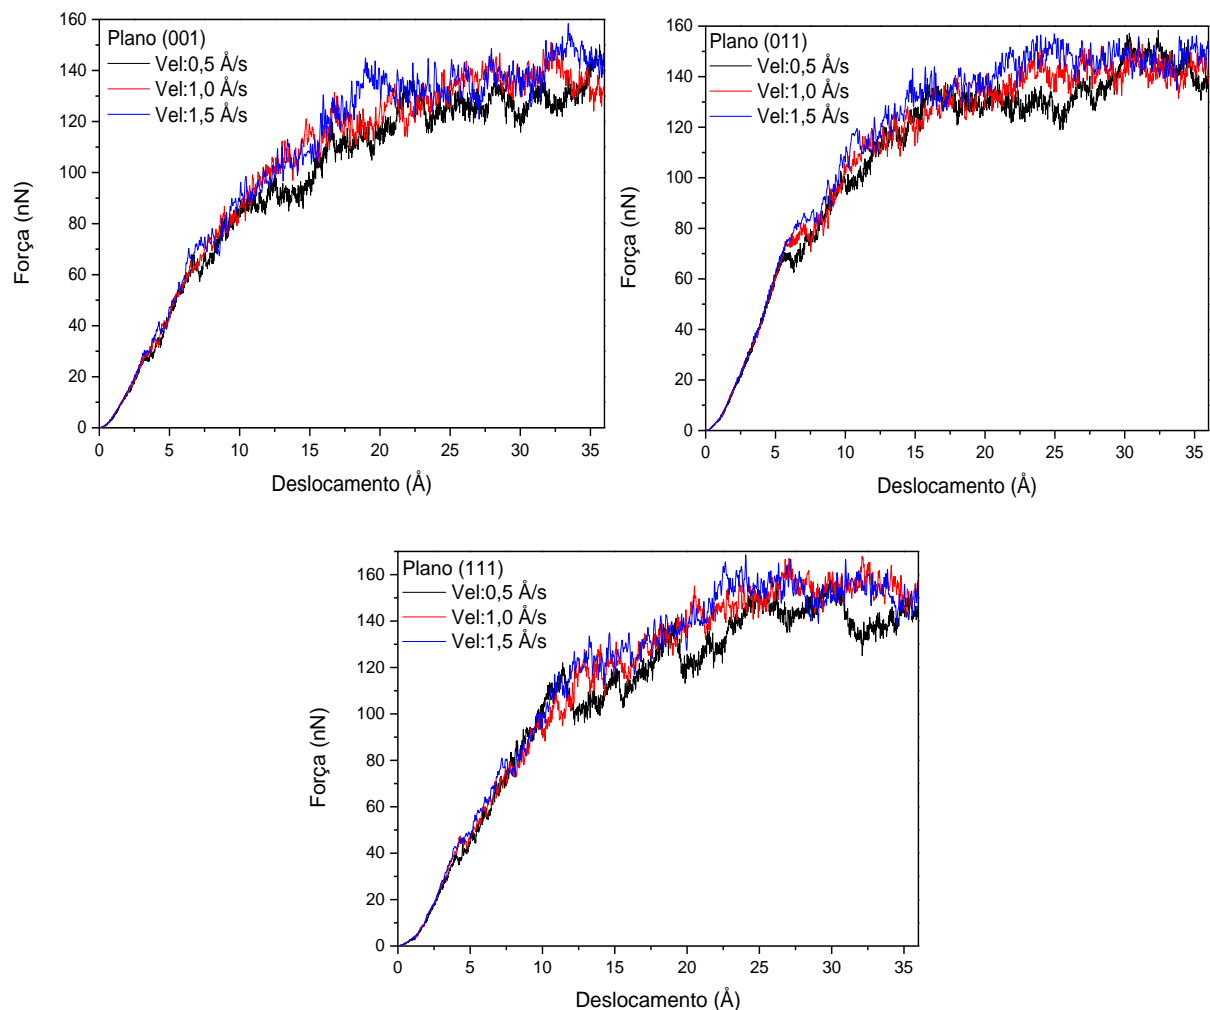 Plano (001)
Vel:0,5 Å/s
Vel:1,0 Å/s
Vel:1,5 Å/s
160
140
120
100
80
60
40
20
0
Força (nN)
0 5 10 15 20 25 30 35
Deslocamento (Å)
Plano (011)
Vel:0,5 Å/s
Vel:1,0 Å/s
Vel:1,5 Å/s
160
140
120
100
80
60
40
20
0
Força (nN)
0 5 10 15 20 25 30 35
Deslocamento (Å)
Plano (111)
Vel:0,5 Å/s
Vel:1,0 Å/s
Vel:1,5 Å/s
160
140
120
100
80
60
40
20
0
Força (nN)
0 5 10 15 20 25 30 35
Deslocamento (Å)